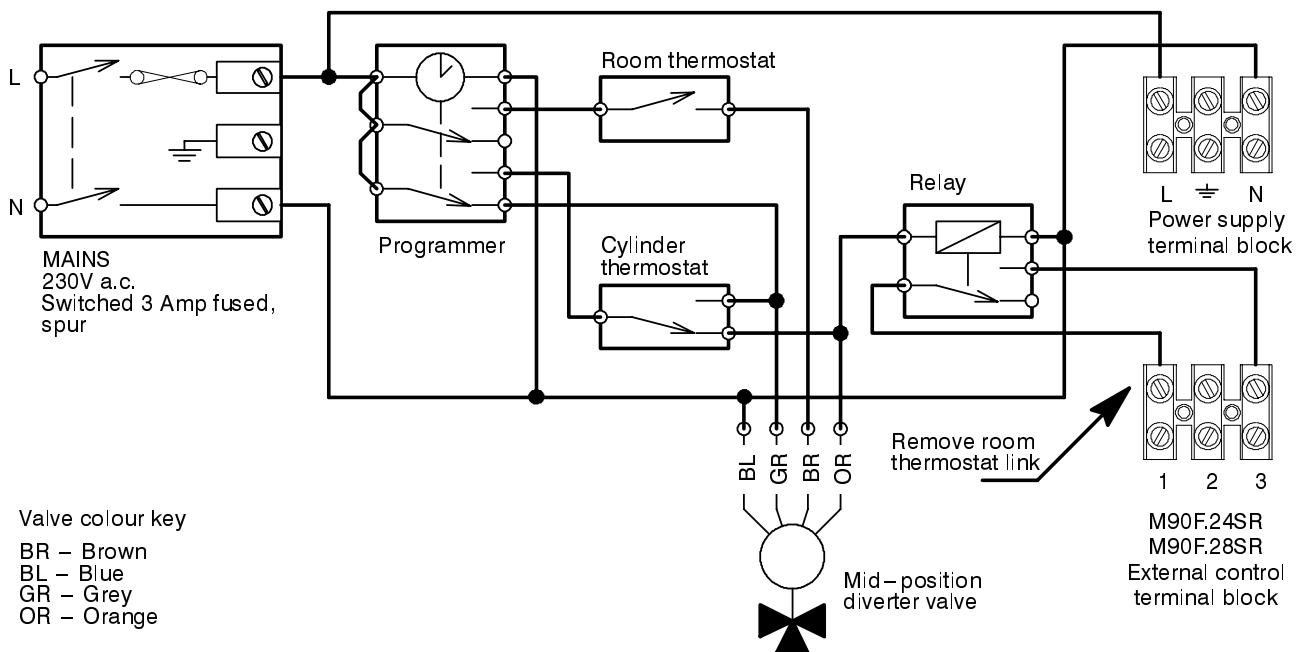 L
N
MAINS
230V a.c.
Switched 3 Amp fused,
spur
Programmer
Room thermostat
Cylinder
thermostat
Relay
L
N
Power supply
terminal block
Remove room
thermostat link
BL
GR
BR
OR
Mid–position
diverter valve
1 2 3
M90F.24SR
M90F.28SR
External control
terminal block
Valve colour key
BR – Brown
BL – Blue
GR – Grey
OR – Orange